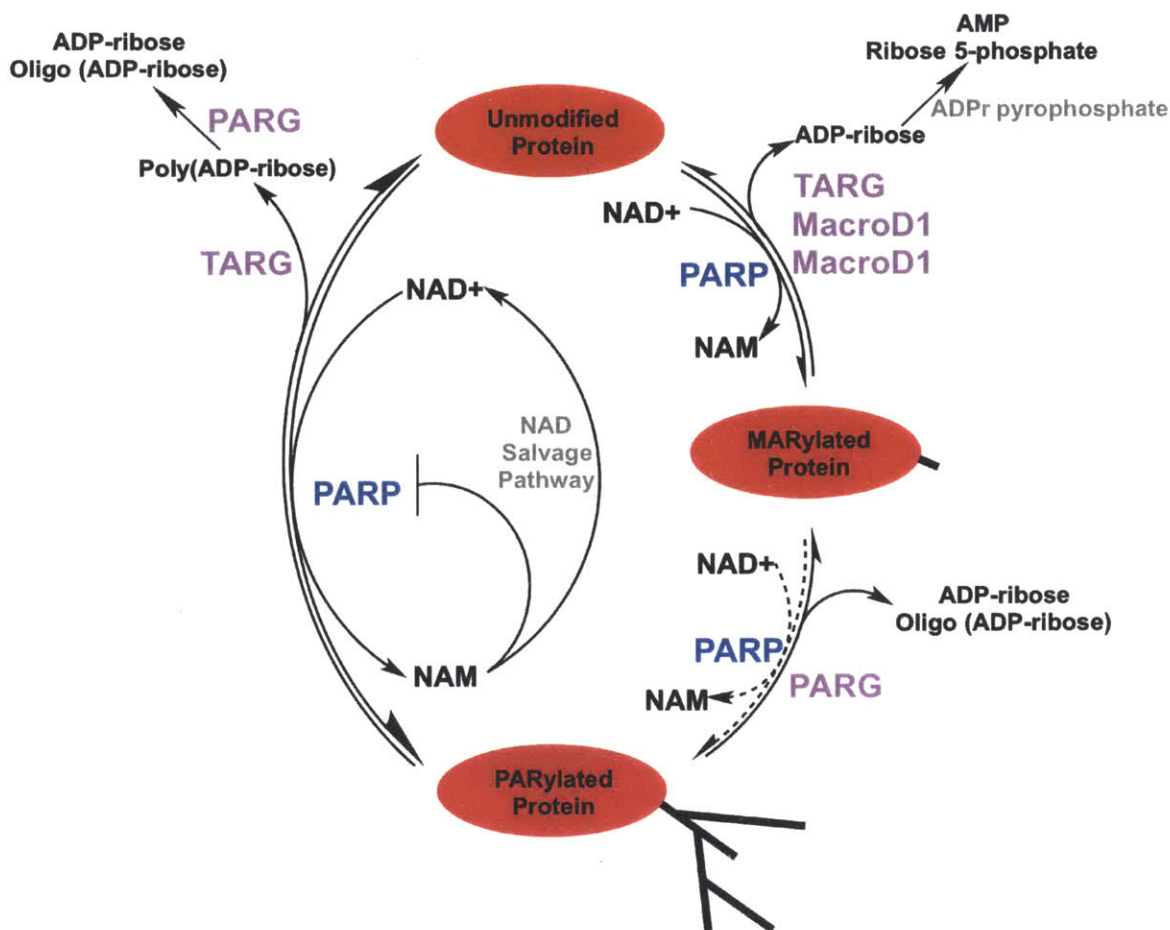 ADP-ribose
Oligo (ADP-ribose)
PARG
Poly(ADP-ribose)
TARG
Unmodified
Protein
AMP
Ribose 5-phosphate
ADPr pyrophosphate
ADP-ribose
TARG
MacroD1
MacroD1
NAD+
PARP
NAM
NAD+
NAD
Salvage
Pathway
PARP
NAM
MARylated
Protein
NAD+
PARP
NAM
PARG
ADP-ribose
Oligo (ADP-ribose)
PARylated
Protein